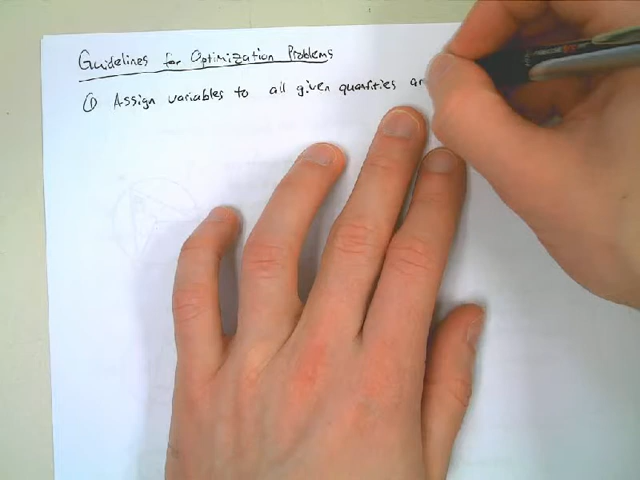 Guidelines for Optimization Problems
① Assign variables to all given quantities an